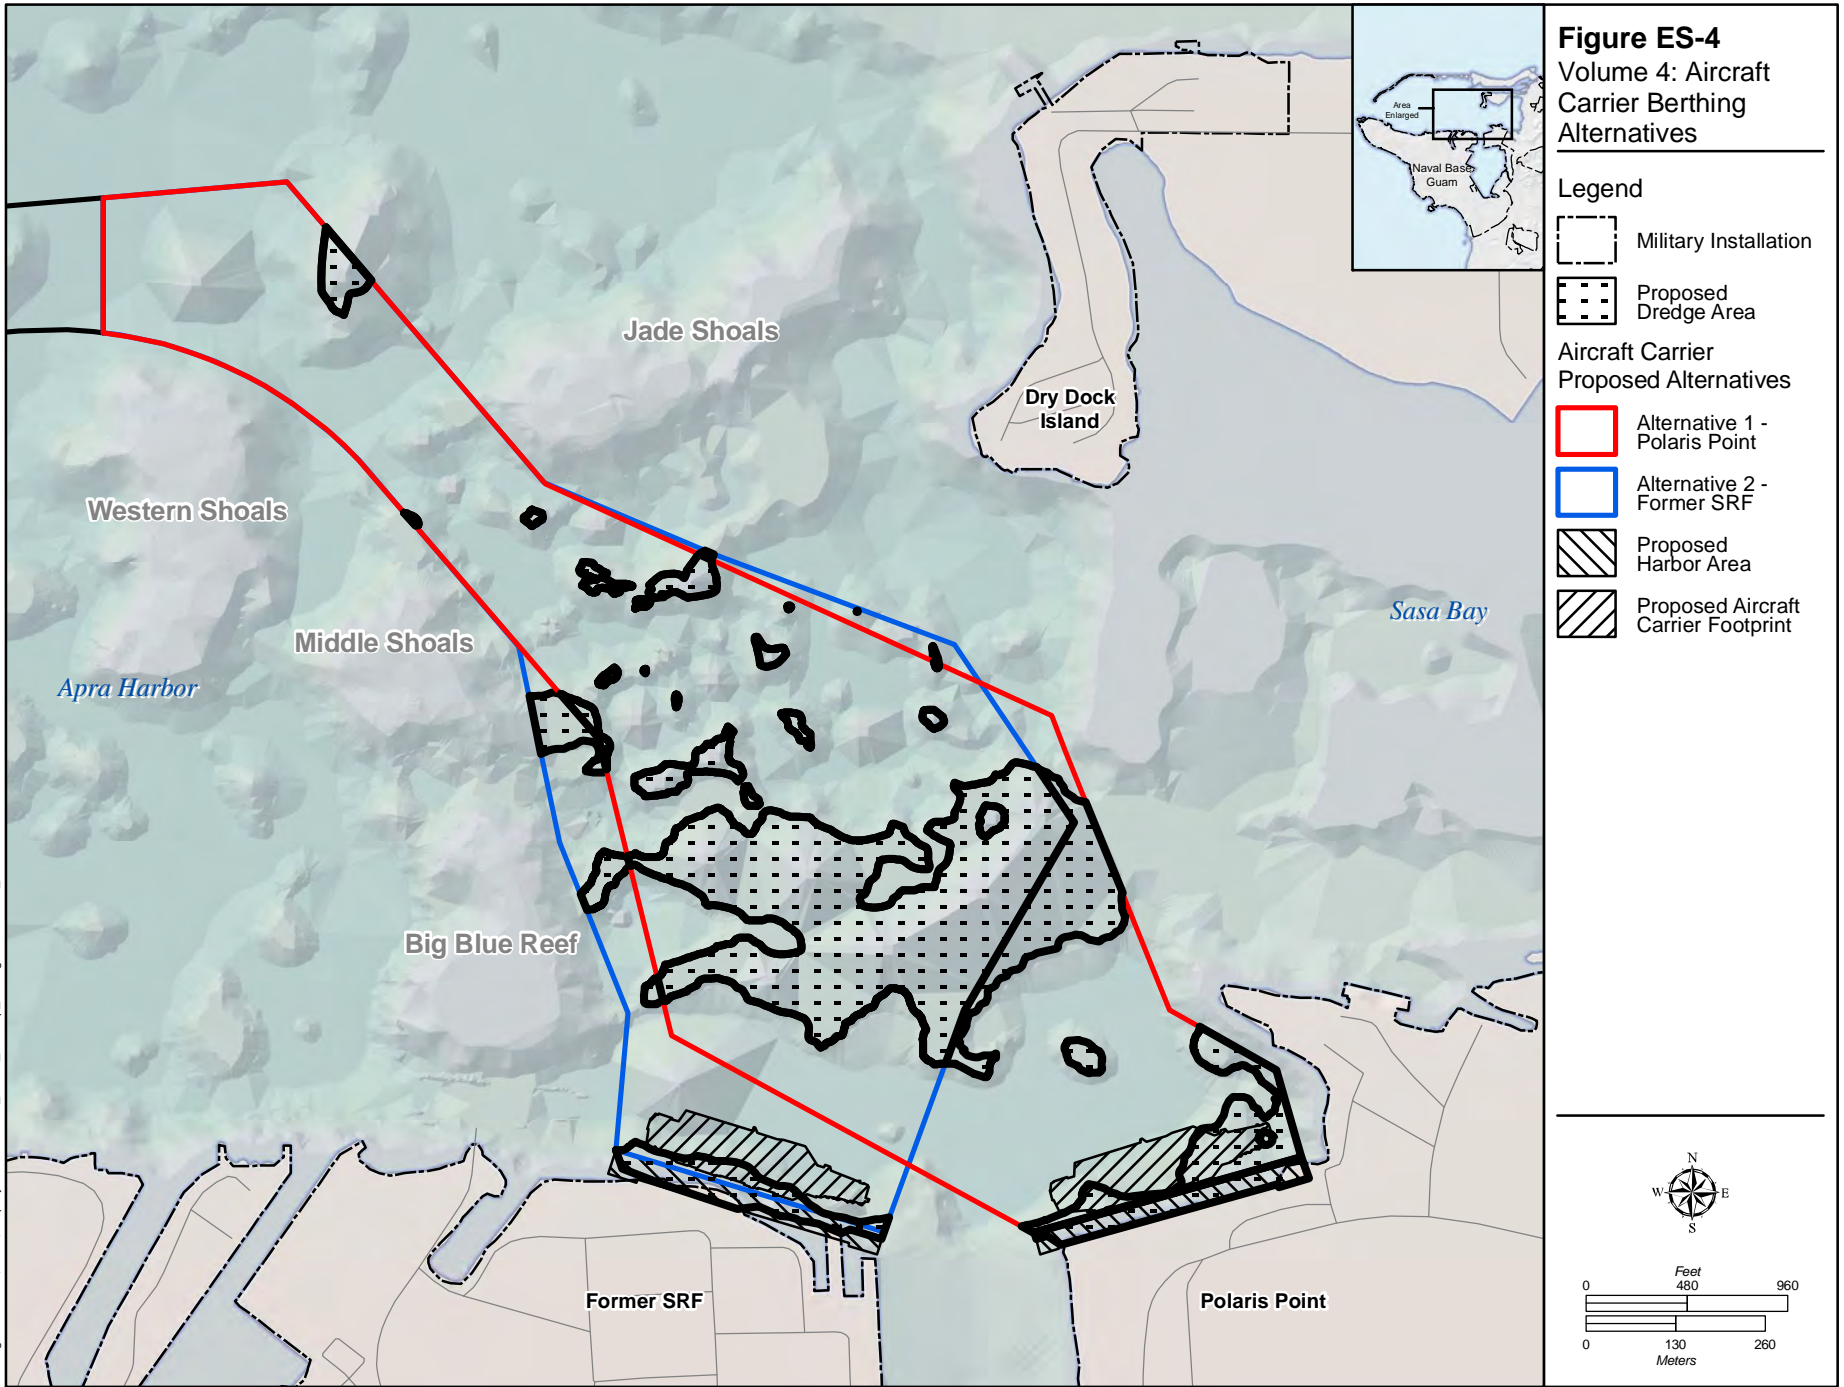 Figure ES-4
Volume 4: Aircraft
Carrier Berthing
Alternatives
Legend
Military Installation
Proposed
Dredge Area
Aircraft Carrier
Proposed Alternatives
Alternative 1 -
Polaris Point
Alternative 2 -
Former SRF
Proposed
Harbor Area
Proposed Aircraft
Carrier Footprint
Area
Enlarged
Naval Base
Guam
Jade Shoals
Dry Dock
Island
Western Shoals
Sasa Bay
Middle Shoals
Apra Harbor
Big Blue Reef
Former SRF
Polaris Point
N
W E
S
Feet
0 480 960
0 130 260
Meters